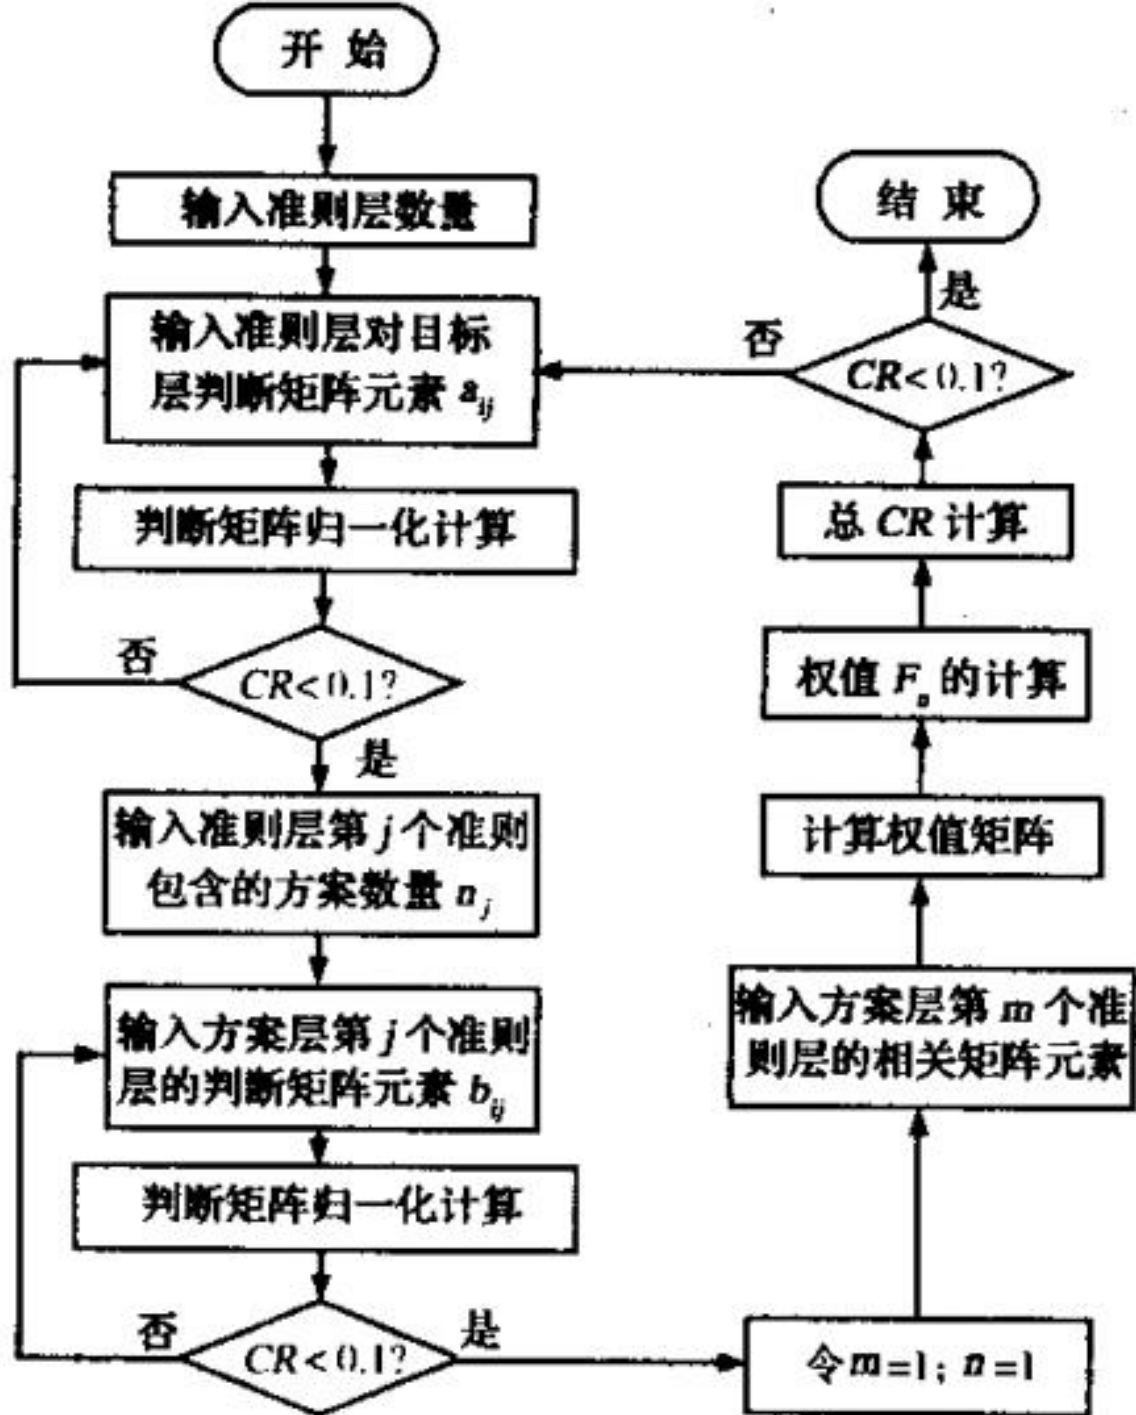 开 始
输入准则层数量
输入准则层对目标
层判断矩阵元素 aij
判断矩阵归一化计算
CR<0.1?
否
是
输入准则层第 j 个准则
包含的方案数量 nj
输入方案层第 j 个准则
层的判断矩阵元素 bij
判断矩阵归一化计算
CR<0.1?
否
是
令m=1; n=1
输入方案层第 m 个准
则层的相关矩阵元素
计算权值矩阵
权值 Fn 的计算
总 CR 计算
CR<0.1?
否
是
结 束